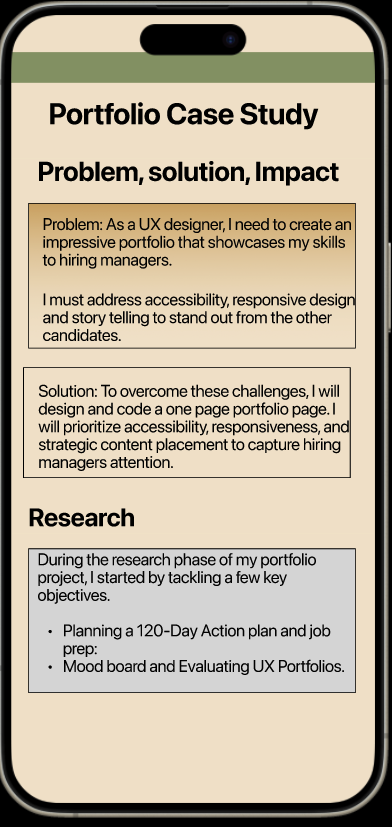 Portfolio Case Study
Problem, solution, Impact
Problem: As a UX designer, I need to create an
impressive portfolio that showcases my skills
to hiring managers.
I must address accessibility, responsive design
and story telling to stand out from the other
candidates.
Solution: To overcome these challenges, I will
design and code a one page portfolio page. I
will prioritize accessibility, responsiveness, and
strategic content placement to capture hiring
managers attention.
Research
During the research phase of my portfolio
project, I started by tackling a few key
objectives.
• Planning a 120-Day Action plan and job
prep:
• Mood board and Evaluating UX Portfolios.